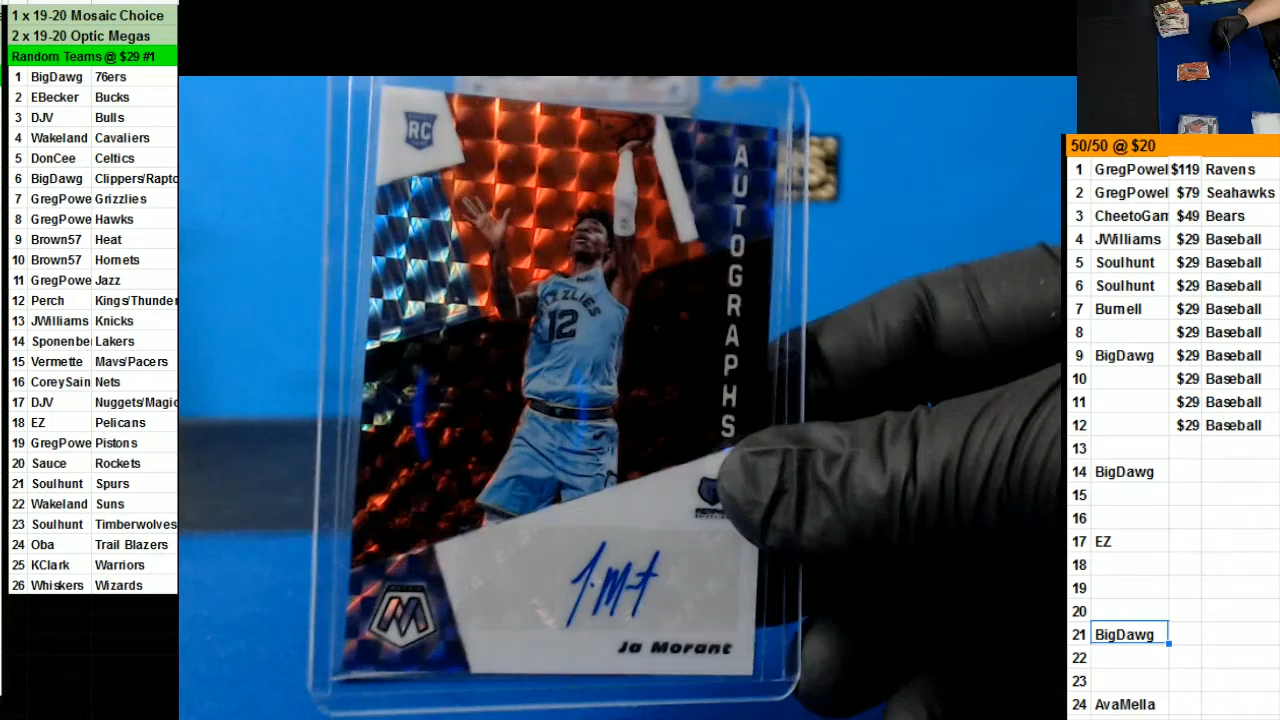 1 x 19-20 Mosaic Choice
2 x 19-20 Optic Megas
Random Teams @ $29 #1
1 BigDawg 76ers
2 EBecker Bucks
3 DJV Bulls
4 Wakeland Cavaliers
5 DonCee Celtics
6 BigDawg Clippers/Rapto
7 GregPowe Grizzlies
8 GregPowe Hawks
9 Brown57 Heat
10 Brown57 Hornets
11 GregPowe Jazz
12 Perch Kings/Thunder
13 JWilliams Knicks
14 Sponenbe Lakers
15 Vermette Mavs/Pacers
16 CoreySain Nets
17 DJV Nuggets/Magic
18 EZ Pelicans
19 GregPowe Pistons
20 Sauce Rockets
21 Soulhunt Spurs
22 Wakeland Suns
23 Soulhunt Timberwolves
24 Oba Trail Blazers
25 KClark Warriors
26 Whiskers Wizards
RC
AUTOGRAPHS
GRIZZLIES
12
J. Mt
Ja Morant
50/50 @ $20
1 GregPowel $119 Ravens
2 GregPowel $79 Seahawks
3 CheetoGam $49 Bears
4 JWilliams $29 Baseball
5 Soulhunt $29 Baseball
6 Soulhunt $29 Baseball
7 Burnell $29 Baseball
8 $29 Baseball
9 BigDawg $29 Baseball
10 $29 Baseball
11 $29 Baseball
12 $29 Baseball
13
14 BigDawg
15
16
17 EZ
18
19
20
21 BigDawg
22
23
24 AvaMella